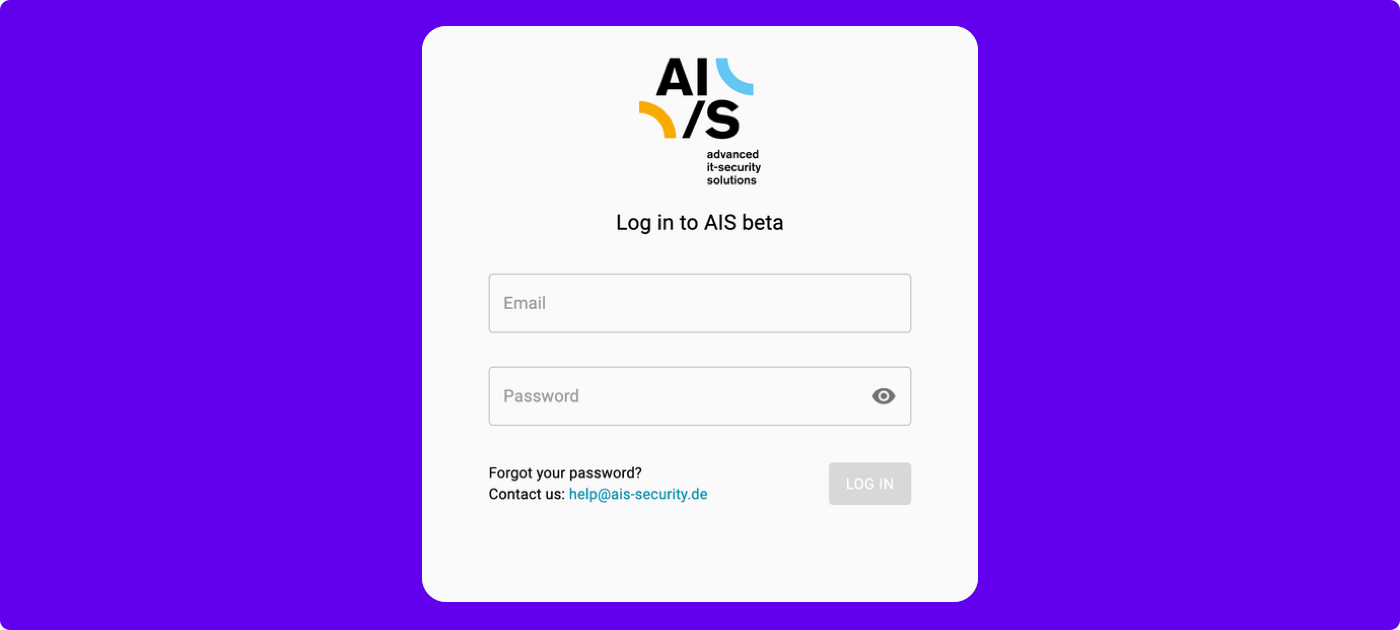 AI
/S
advanced
it-security
solutions
Log in to AIS beta
Email
Password
Forgot your password?
Contact us: help@ais-security.de
LOG IN